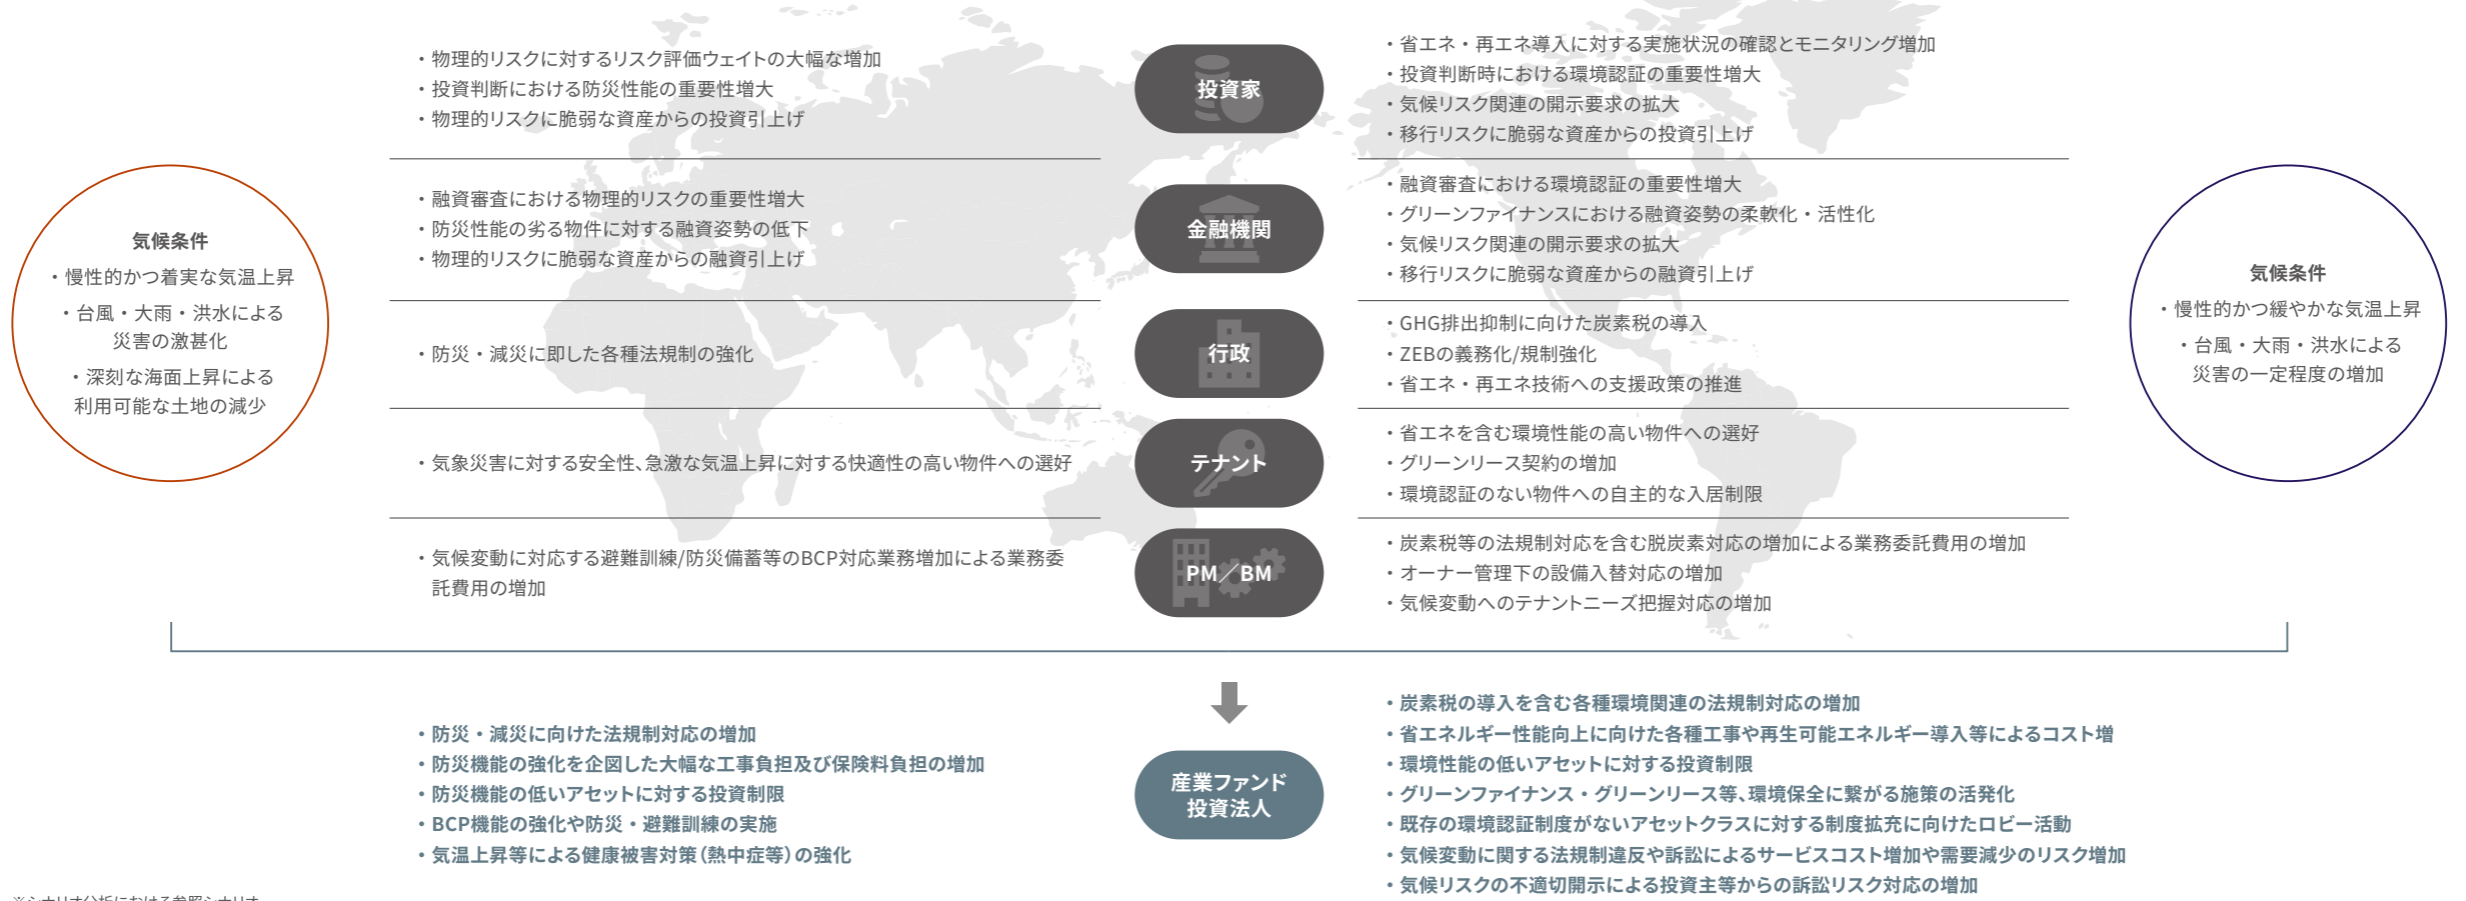 気候条件
・慢性的かつ着実な気温上昇
・台風・大雨・洪水による
災害の激甚化
・深刻な海面上昇による
利用可能な土地の減少
・物理的リスクに対するリスク評価ウェイトの大幅な増加
・投資判断における防災性能の重要性増大
・物理的リスクに脆弱な資産からの投資引上げ
投資家
・省エネ・再エネ導入に対する実施状況の確認とモニタリング増加
・投資判断時における環境認証の重要性増大
・気候リスク関連の開示要求の拡大
・移行リスクに脆弱な資産からの投資引上げ
・融資審査における物理的リスクの重要性増大
・防災性能の劣る物件に対する融資姿勢の低下
・物理的リスクに脆弱な資産からの融資引上げ
金融機関
・融資審査における環境認証の重要性増大
・グリーンファイナンスにおける融資姿勢の柔軟化・活性化
・気候リスク関連の開示要求の拡大
・移行リスクに脆弱な資産からの融資引上げ
・防災・減災に即した各種法規制の強化
行政
・GHG排出抑制に向けた炭素税の導入
・ZEBの義務化/規制強化
・省エネ・再エネ技術への支援政策の推進
・気象災害に対する安全性、急激な気温上昇に対する快適性の高い物件への選好
テナント
・省エネを含む環境性能の高い物件への選好
・グリーンリース契約の増加
・環境認証のない物件への自主的な入居制限
・気候変動に対応する避難訓練/防災備蓄等のBCP対応業務増加による業務委
託費用の増加
PM/BM
・炭素税等の法規制対応を含む脱炭素対応の増加による業務委託費用の増加
・オーナー管理下の設備入替対応の増加
・気候変動へのテナントニーズ把握対応の増加
気候条件
・慢性的かつ緩やかな気温上昇
・台風・大雨・洪水による
災害の一定程度の増加
・防災・減災に向けた法規制対応の増加
・防災機能の強化を企図した大幅な工事負担及び保険料負担の増加
・防災機能の低いアセットに対する投資制限
・BCP機能の強化や防災・避難訓練の実施
・気温上昇等による健康被害対策(熱中症等)の強化
産業ファンド
投資法人
・炭素税の導入を含む各種環境関連の法規制対応の増加
・省エネルギー性能向上に向けた各種工事や再生可能エネルギー導入等によるコスト増
・環境性能の低いアセットに対する投資制限
・グリーンファイナンス・グリーンリース等、環境保全に繋がる施策の活発化
・既存の環境認証制度がないアセットクラスに対する制度拡充に向けたロビー活動
・気候変動に関する法規制違反や訴訟によるサービスコスト増加や需要減少のリスク増加
・気候リスクの不適切開示による投資主等からの訴訟リスク対応の増加